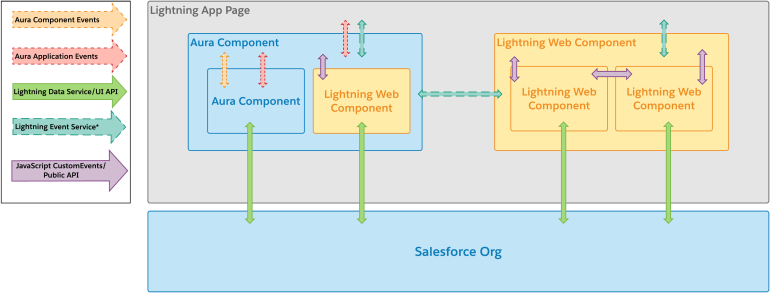 Aura Component Events
Aura Application Events
Lightning Data Service/UI API
Lightning Event Service*
JavaScript CustomEvents/
Public API
Lightning App Page
Aura Component
Aura Component
Lightning Web
Component
Lightning Web Component
Lightning Web
Component
Lightning Web
Component
Salesforce Org